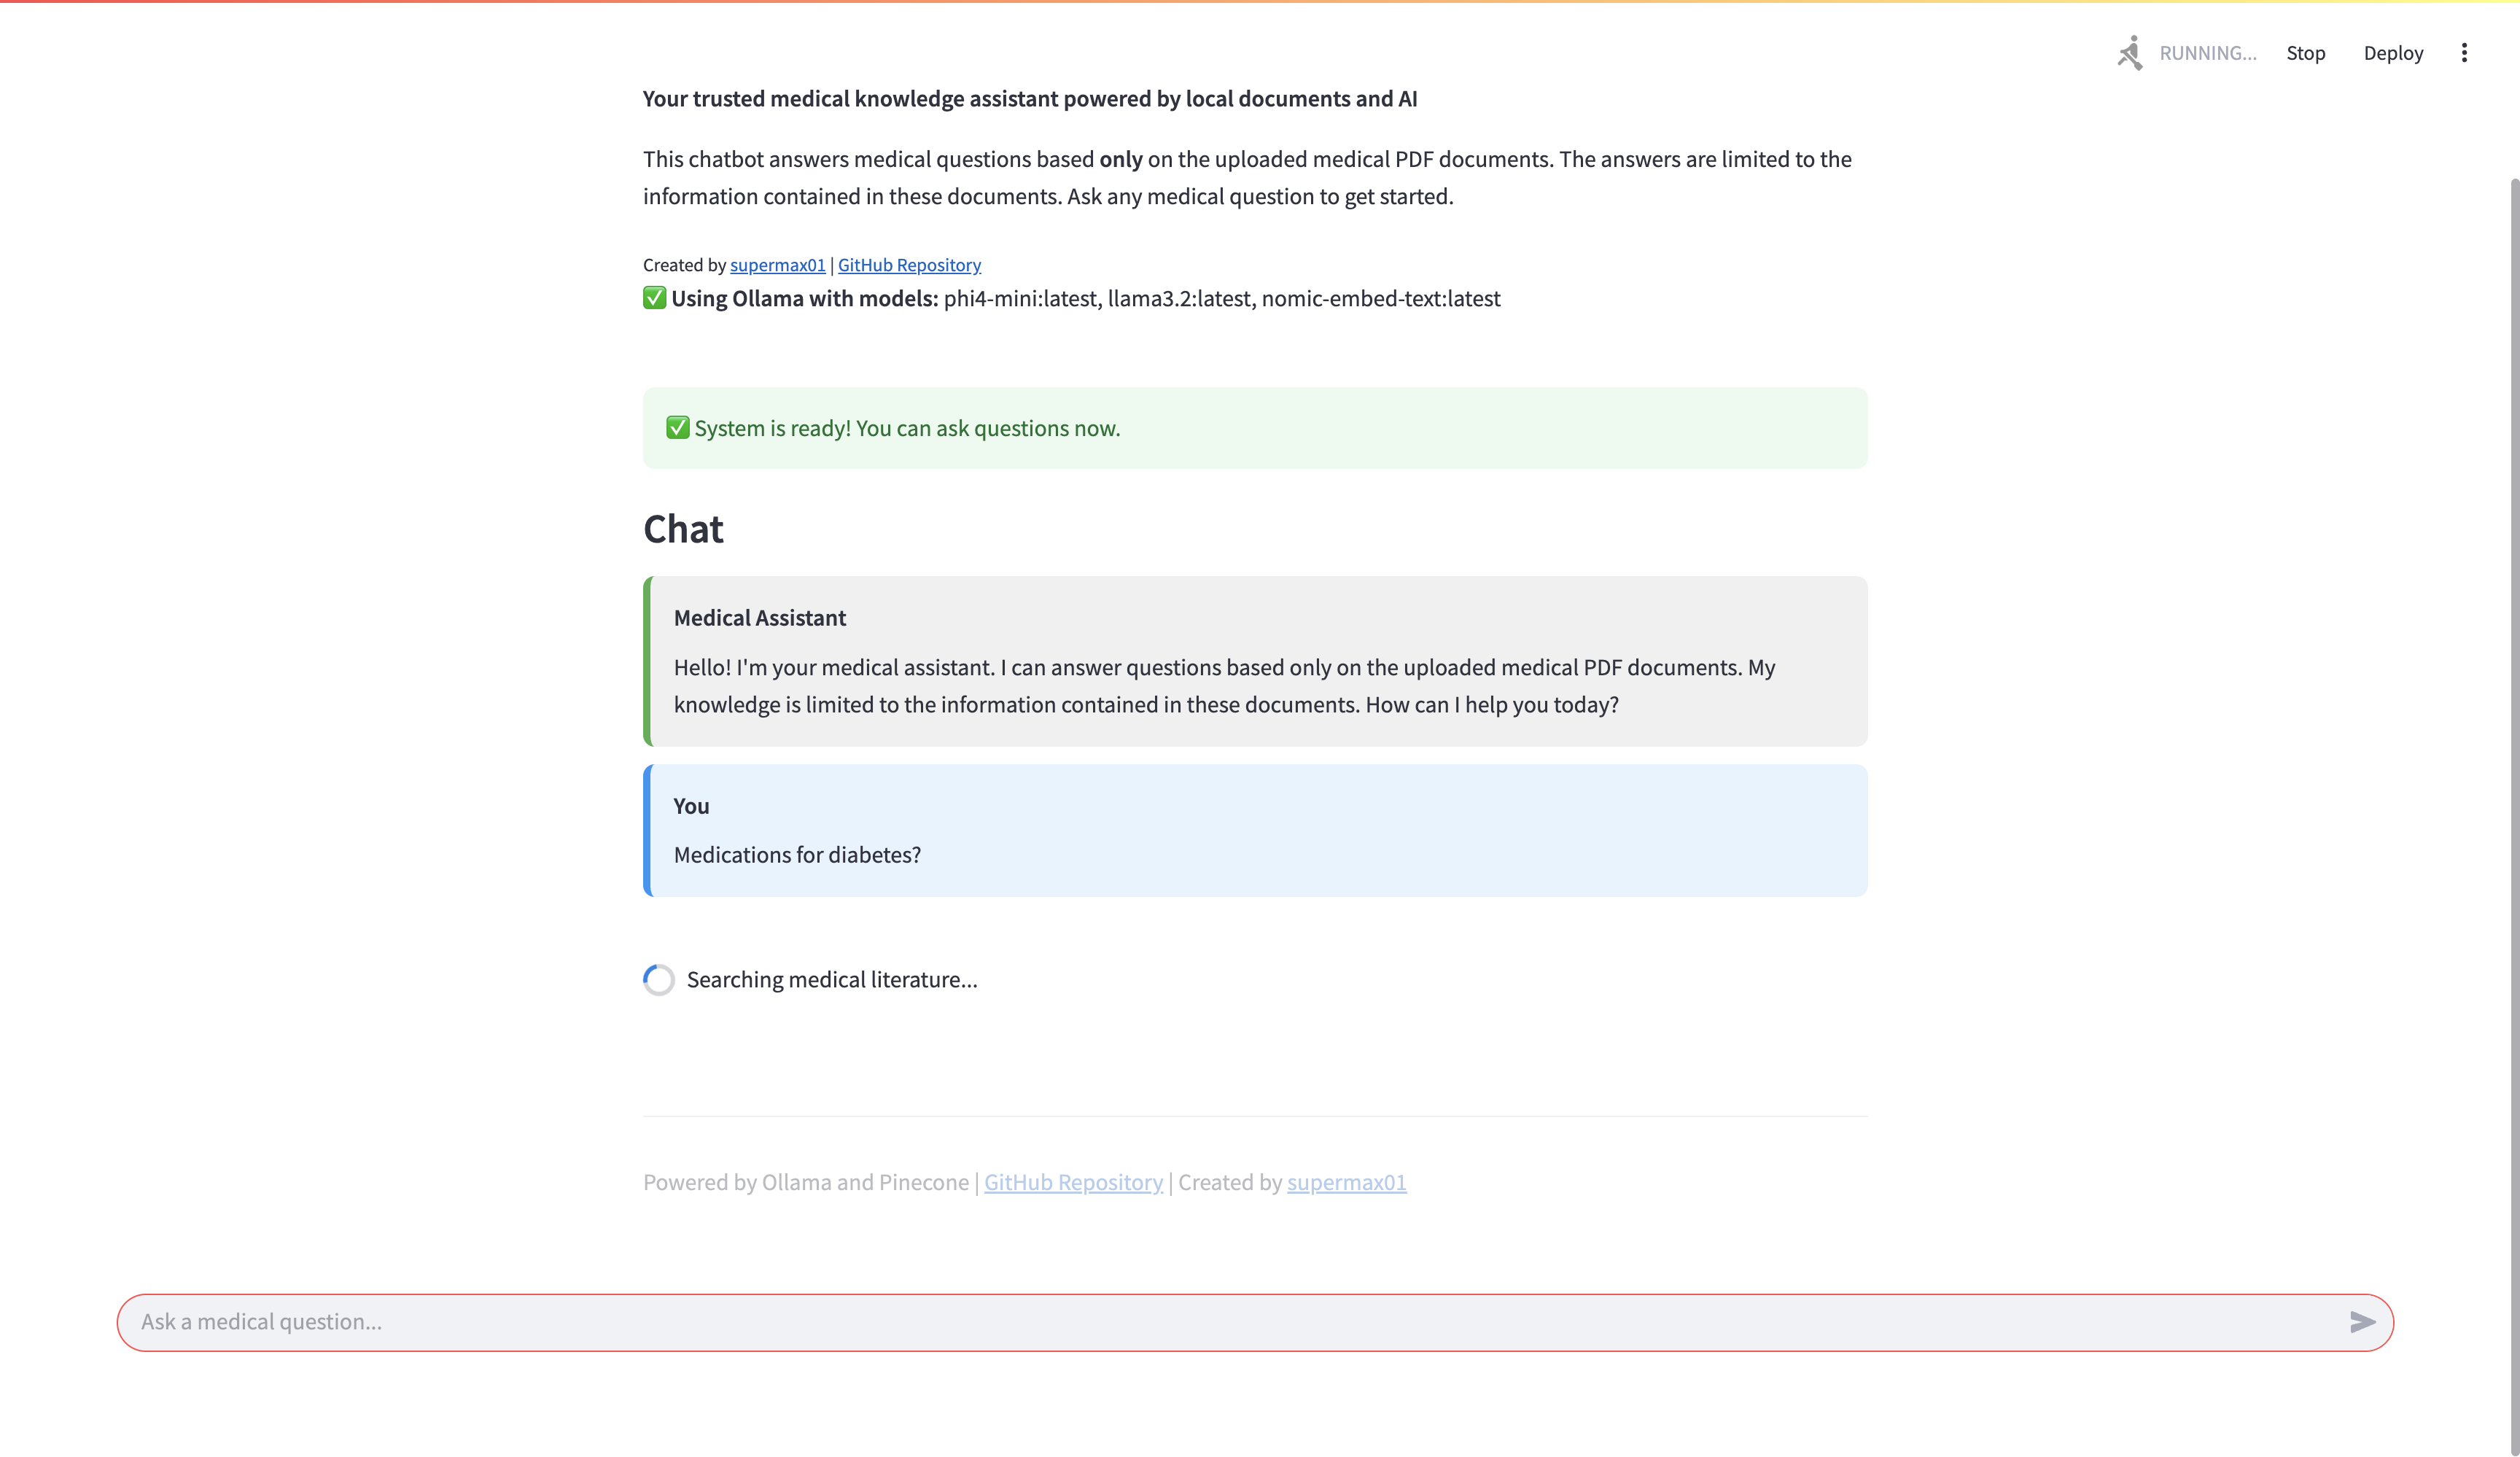 RUNNING...
Stop
Deploy
Your trusted medical knowledge assistant powered by local documents and AI
This chatbot answers medical questions based only on the uploaded medical PDF documents. The answers are limited to the
information contained in these documents. Ask any medical question to get started.
Created by supermax01 | GitHub Repository
✅ Using Ollama with models: phi4-mini:latest, llama3.2:latest, nomic-embed-text:latest
✅ System is ready! You can ask questions now.
Chat
Medical Assistant
Hello! I'm your medical assistant. I can answer questions based only on the uploaded medical PDF documents. My
knowledge is limited to the information contained in these documents. How can I help you today?
You
Medications for diabetes?
Searching medical literature...
Powered by Ollama and Pinecone | GitHub Repository | Created by supermax01
Ask a medical question...